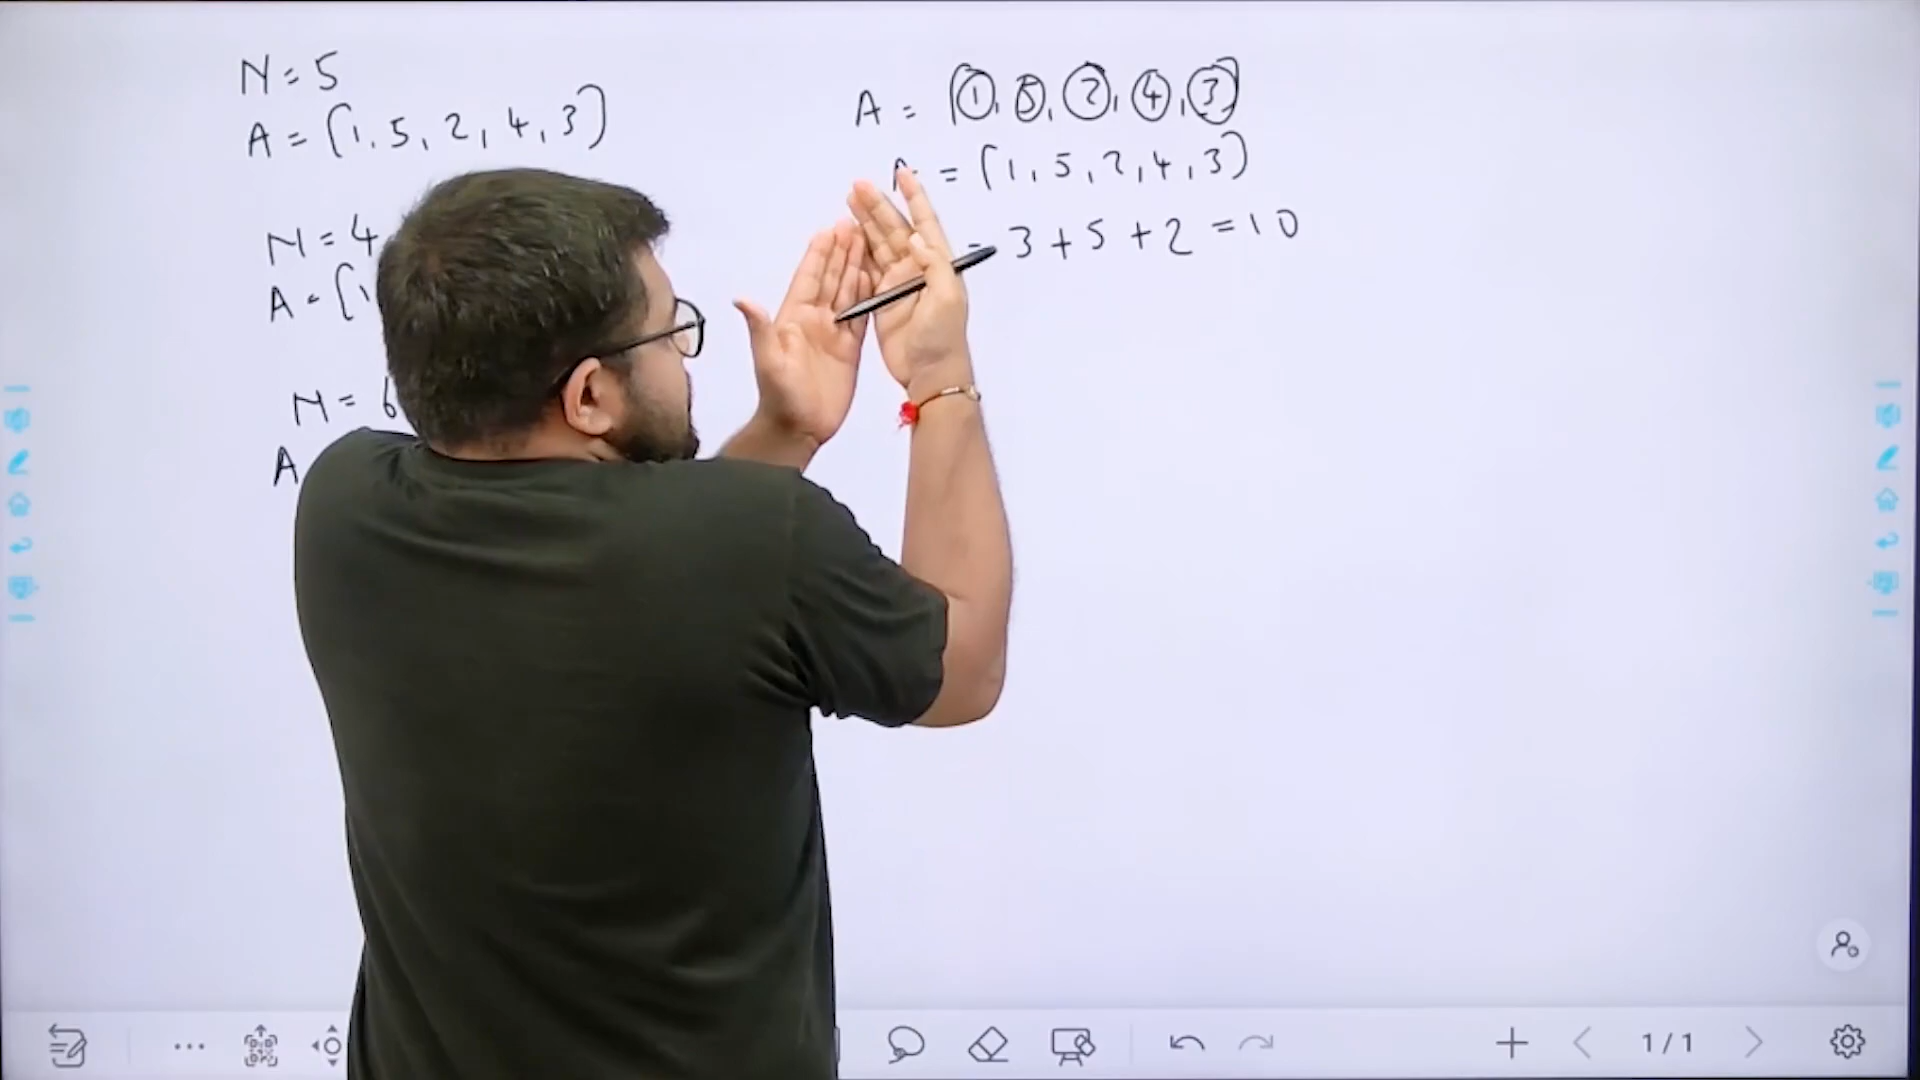 N = 5
A = [1, 5, 2, 4, 3]
N = 4
A = [1
N = 6
A
A = [1, 5, 2, 4, 3]
= [1, 5, 2, 4, 3]
= 3 + 5 + 2 = 10
1/1